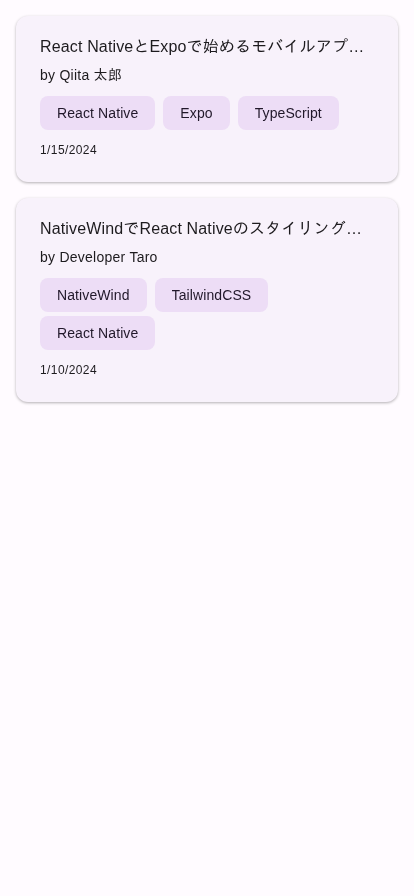 React NativeとExpoで始めるモバイルアプ...
by Qiita 太郎
React Native Expo TypeScript
1/15/2024
NativeWindでReact Nativeのスタイリング...
by Developer Taro
NativeWind TailwindCSS
React Native
1/10/2024